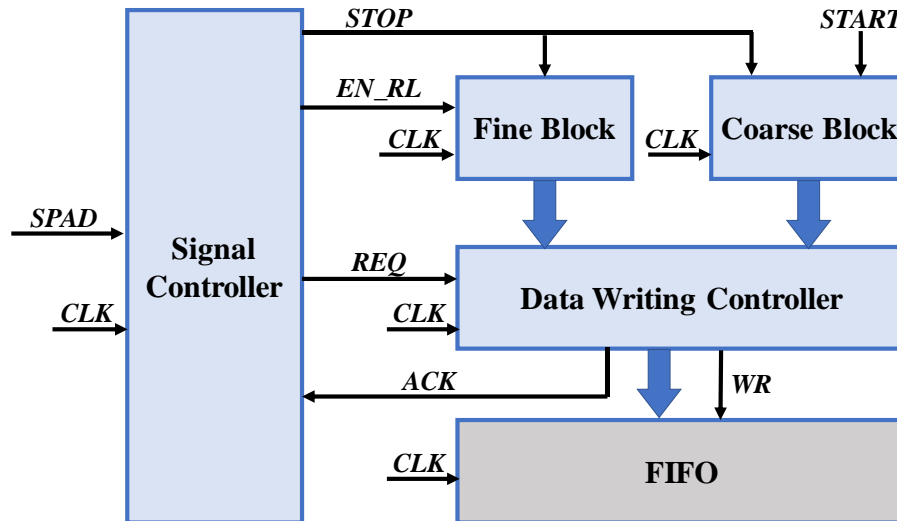 STOP
START
EN_RL
Fine Block
Coarse Block
CLK
CLK
SPAD
Signal
Controller
REQ
Data Writing Controller
CLK
CLK
ACK
WR
CLK
FIFO